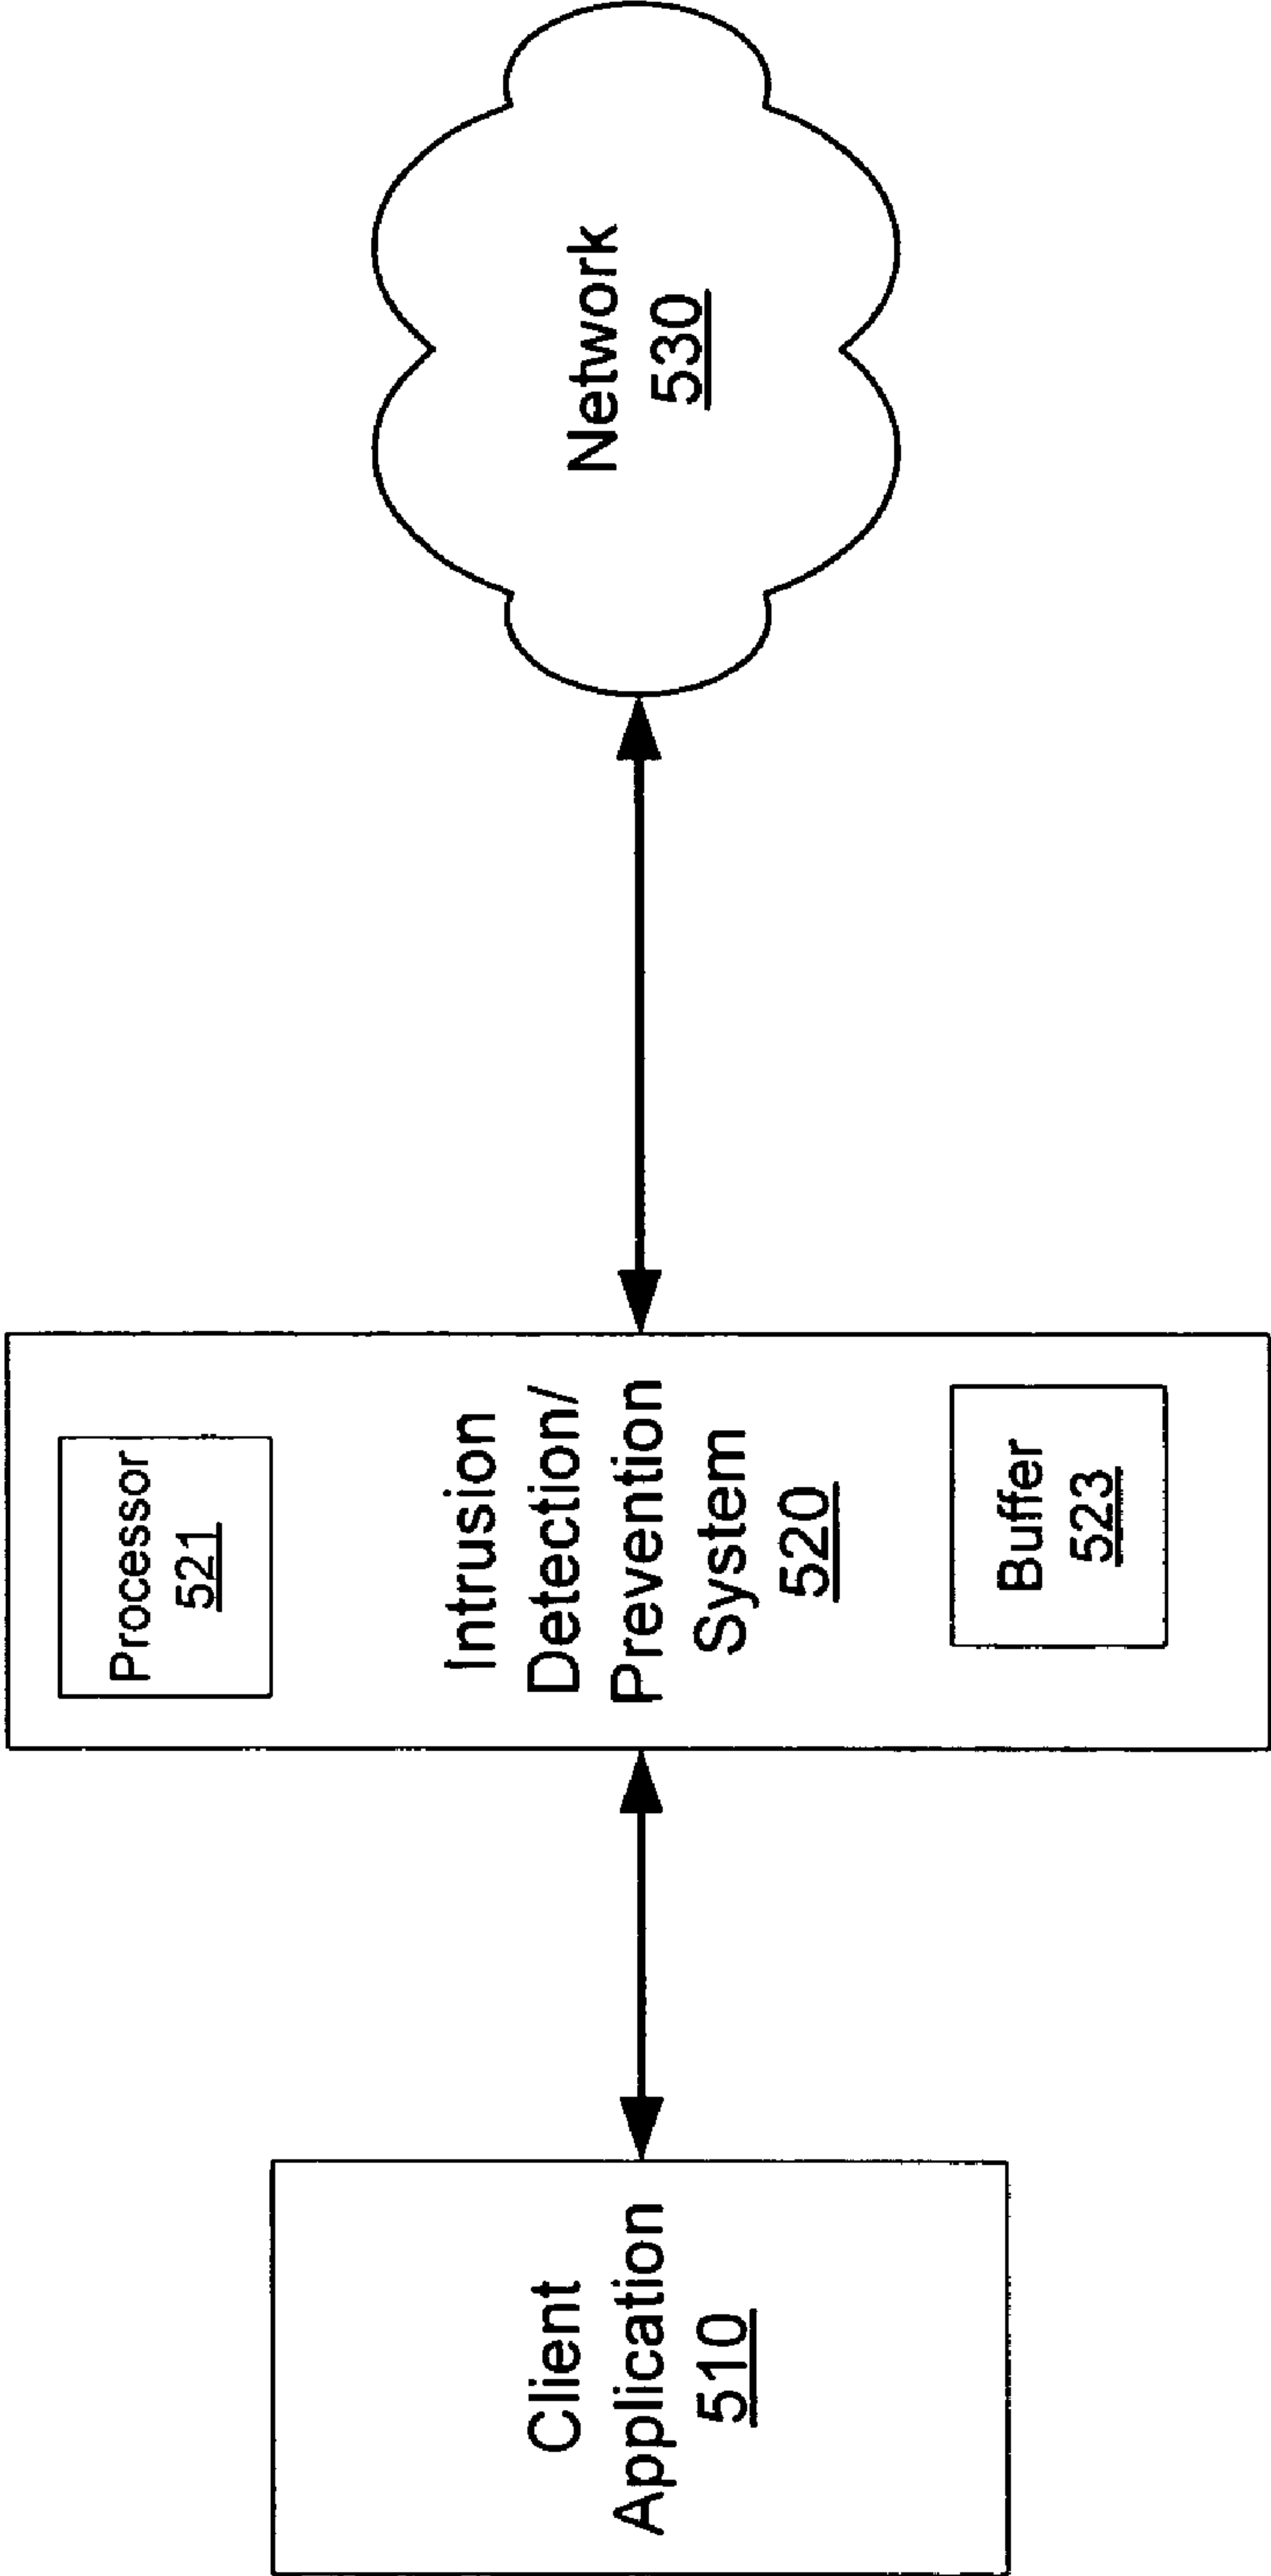 Client
Application
510
Processor
521
Intrusion
Detection/
Prevention
System
520
Buffer
523
Network
530